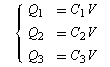 Q₁ = C₁V
Q₂ = C₂V
Q₃ = C₃V